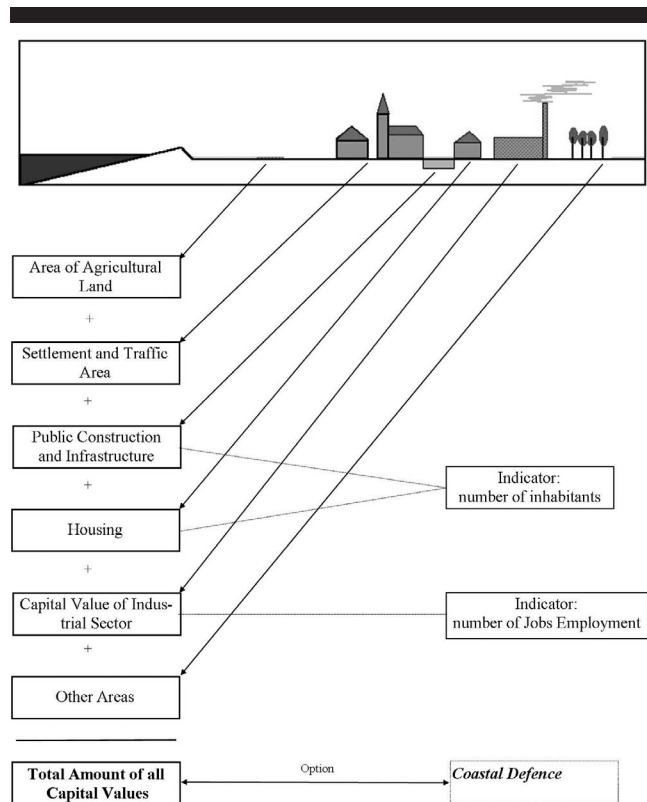 Area of Agricultural
Land
+
Settlement and Traffic
Area
+
Public Construction
and Infrastructure
+
Indicator:
number of inhabitants
Housing
+
Capital Value of Indus-
trial Sector
Indicator:
number of Jobs Employment
+
Other Areas
Total Amount of all
Capital Values
Option
Coastal Defence